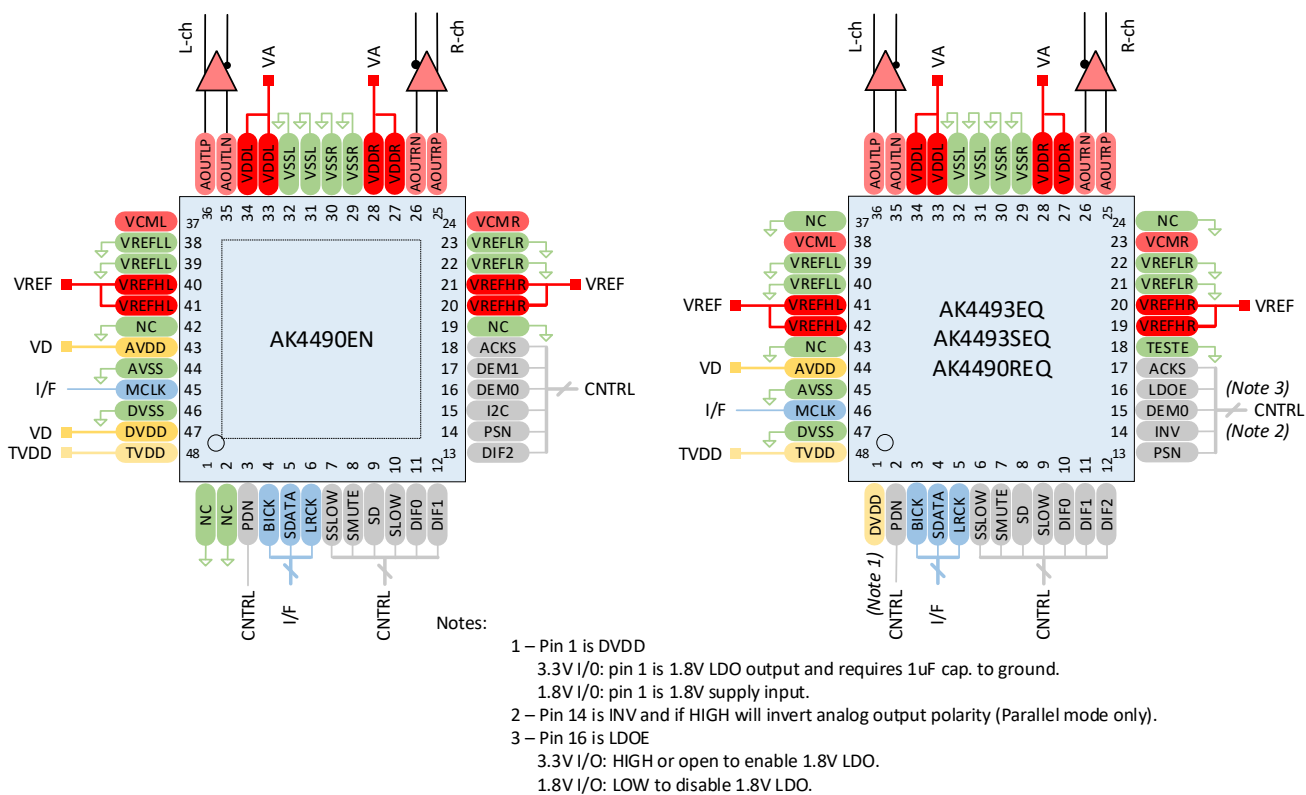 L-ch
VA
VA
R-ch
AOUTLP
AOUTLN
VDDL
VDDL
VSSL
VSSL
VSSR
VSSR
VDDR
VDDR
AOUTRN
AOUTRP
36 35 34 33 32 31 30 29 28 27 26 25
VCML 37
VREFLL 38
VREFLL 39
VREF VREFHL 40
VREFHL 41
NC 42
VD AVDD 43
AVSS 44
I/F MCLK 45
DVSS 46
VD DVDD 47
TVDD TVDD 48
AK4490EN
24 VCMR
23 VREFLR
22 VREFLR
21 VREFHR VREF
20 VREFHR
19 NC
18 ACKS
17 DEM1
16 DEM0 CNTRL
15 I2C
14 PSN
13 DIF2
1 2 3 4 5 6 7 8 9 10 11 12
NC
NC
PDN
BICK
SDATA
LRCK
SSLOW
SMUTE
SD
SLOW
DIF0
DIF1
CNTRL
I/F
CNTRL
L-ch
VA
VA
R-ch
AOUTLP
AOUTLN
VDDL
VDDL
VSSL
VSSL
VSSR
VSSR
VDDR
VDDR
AOUTRN
AOUTRP
36 35 34 33 32 31 30 29 28 27 26 25
NC 37
VCML 38
VREFLL 39
VREFLL 40
VREF VREFHL 41
VREFHL 42
NC 43
VD AVDD 44
AVSS 45
I/F MCLK 46
DVSS 47
TVDD TVDD 48
AK4493EQ
AK4493SEQ
AK4490REQ
24 NC
23 VCMR
22 VREFLR
21 VREFLR
20 VREFHR VREF
19 VREFHR
18 TESTE
17 ACKS
16 LDOE (Note 3)
15 DEM0 CNTRL
14 INV (Note 2)
13 PSN
1 2 3 4 5 6 7 8 9 10 11 12
DVDD
PDN
BICK
SDATA
LRCK
SSLOW
SMUTE
SD
SLOW
DIF0
DIF1
DIF2
(Note 1)
CNTRL
I/F
CNTRL
Notes:
1 – Pin 1 is DVDD
3.3V I/0: pin 1 is 1.8V LDO output and requires 1uF cap. to ground.
1.8V I/0: pin 1 is 1.8V supply input.
2 – Pin 14 is INV and if HIGH will invert analog output polarity (Parallel mode only).
3 – Pin 16 is LDOE
3.3V I/O: HIGH or open to enable 1.8V LDO.
1.8V I/O: LOW to disable 1.8V LDO.